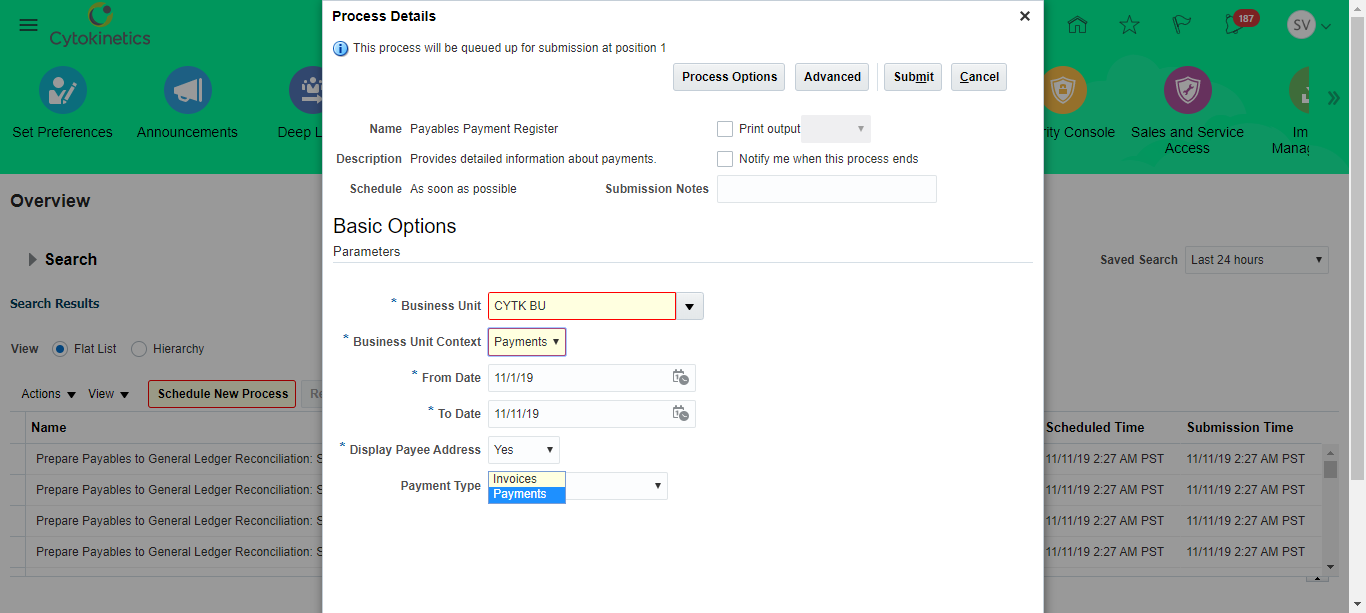 Process Details
This process will be queued up for submission at position 1
Process Options
Advanced
Submit
Cancel
Cytokinetics
187
SV
Set Preferences
Announcements
Deep L
rity Console
Sales and Service
Access
Im
Manag
Name Payables Payment Register
Print output
Description Provides detailed information about payments.
Notify me when this process ends
Schedule As soon as possible
Submission Notes
Basic Options
Parameters
* Business Unit CYTK BU
* Business Unit Context Payments
* From Date 11/1/19
* To Date 11/11/19
* Display Payee Address Yes
Payment Type
Invoices
Payments
Overview
Search
Saved Search Last 24 hours
Search Results
View Flat List Hierarchy
Actions View Schedule New Process Re
Name Scheduled Time Submission Time
Prepare Payables to General Ledger Reconciliation: S 11/11/19 2:27 AM PST 11/11/19 2:27 AM PST
Prepare Payables to General Ledger Reconciliation: S 11/11/19 2:27 AM PST 11/11/19 2:27 AM PST
Prepare Payables to General Ledger Reconciliation: S 11/11/19 2:27 AM PST 11/11/19 2:27 AM PST
Prepare Payables to General Ledger Reconciliation: S 11/11/19 2:27 AM PST 11/11/19 2:27 AM PST